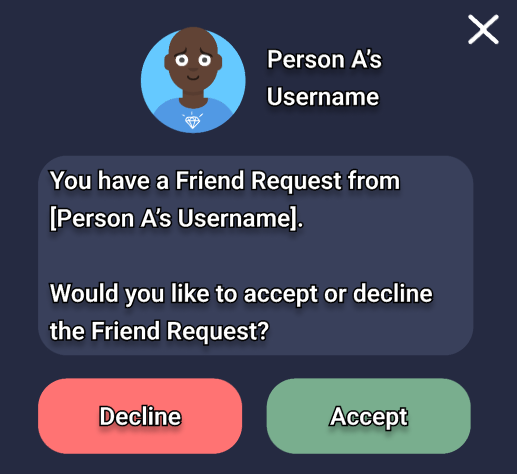 Person A's
Username
You have a Friend Request from
[Person A's Username].
Would you like to accept or decline
the Friend Request?
Decline
Accept